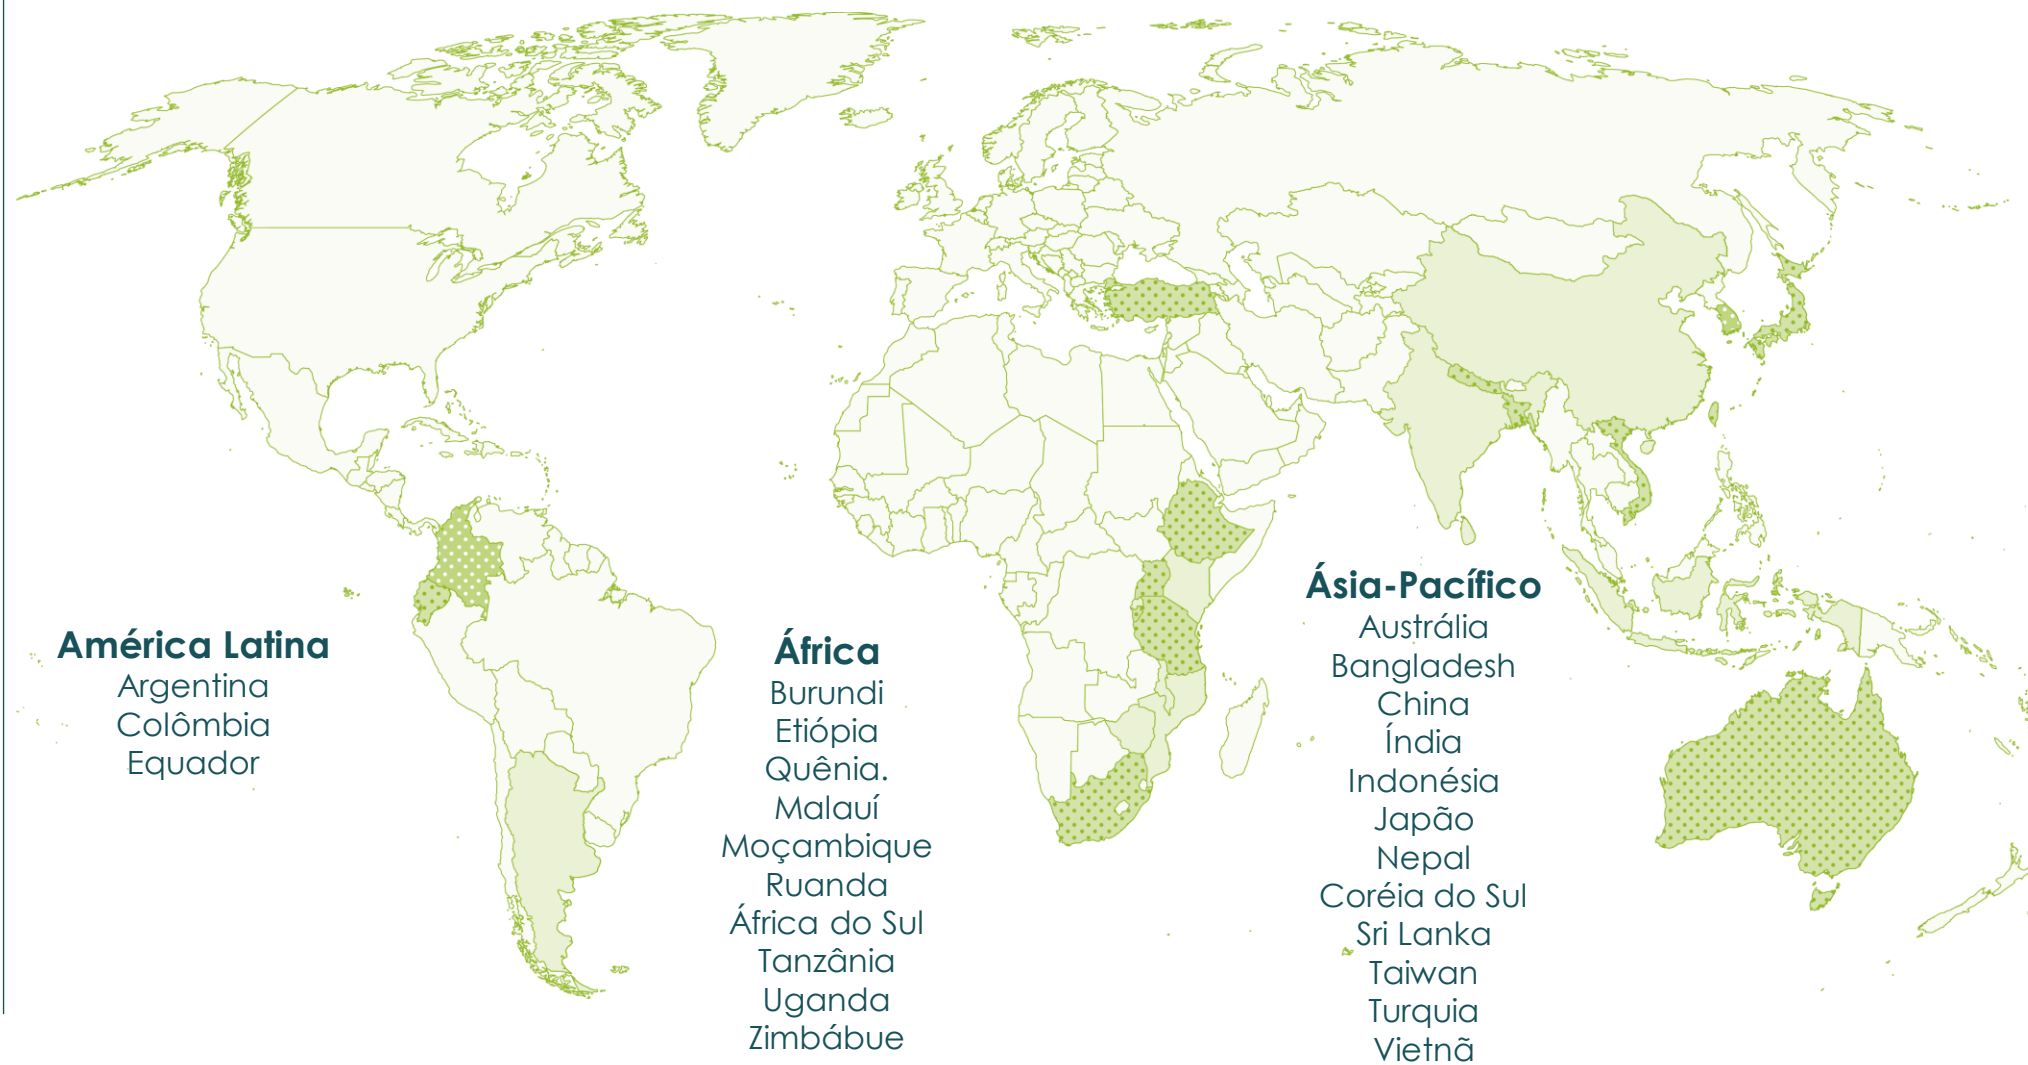 América Latina
Argentina
Colômbia
Equador
África
Burundi
Etiópia
Quênia.
Malauí
Moçambique
Ruanda
África do Sul
Tanzânia
Uganda
Zimbábue
Ásia-Pacífico
Austrália
Bangladesh
China
Índia
Indonésia
Japão
Nepal
Coréia do Sul
Sri Lanka
Taiwan
Turquia
Vietnã